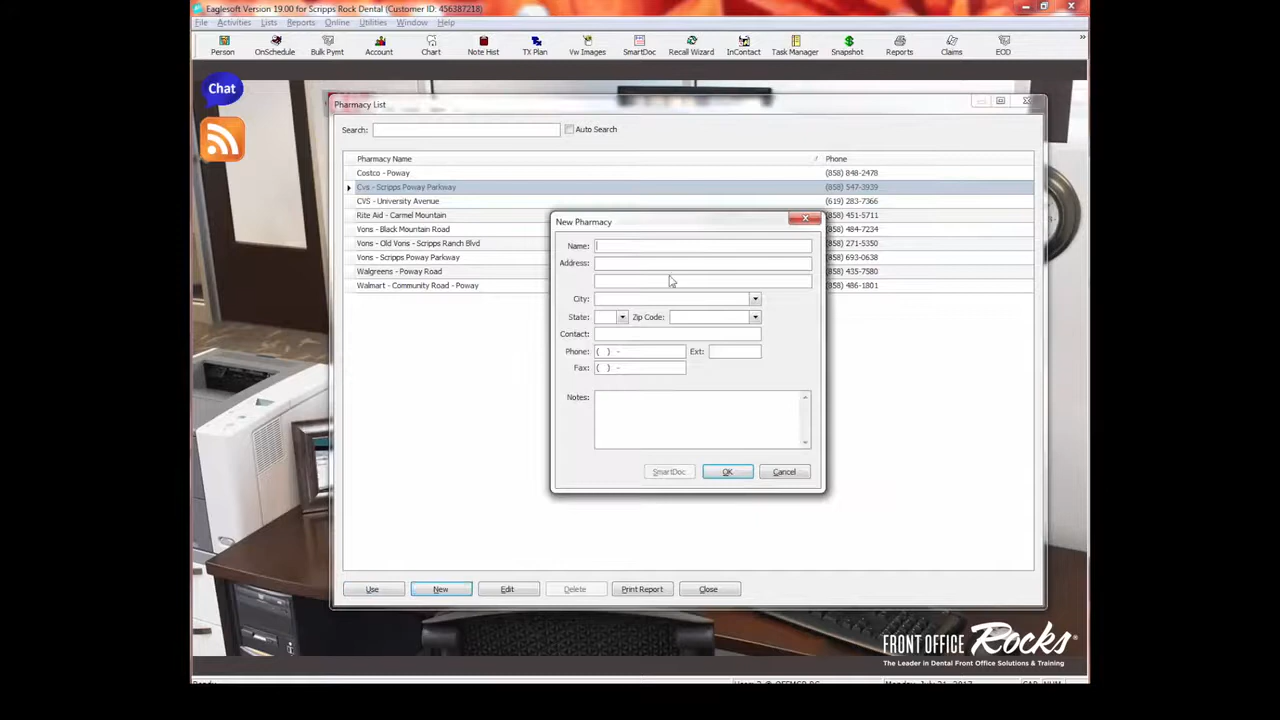 Eaglesoft Version 19.00 for Scripps Rock Dental (Customer ID: 456387218)
File Activities Lists Reports Online Utilities Window Help
Person OnSchedule Bulk Pymt Account Chart Note Hist TX Plan Vw Images SmartDoc Recall Wizard InContact Task Manager Snapshot Reports Claims EOD
Chat
Pharmacy List
Search: Auto Search
Pharmacy Name Phone
Costco - Poway (858) 848-2478
Cvs - Scripps Poway Parkway (858) 547-3939
CVS - University Avenue (619) 283-7366
Rite Aid - Carmel Mountain (858) 451-5711
Vons - Black Mountain Road (858) 484-7234
Vons - Old Vons - Scripps Ranch Blvd (858) 271-5350
Vons - Scripps Poway Parkway (858) 693-0638
Walgreens - Poway Road (858) 435-7580
Walmart - Community Road - Poway (858) 486-1801
New Pharmacy
Name:
Address:
City:
State: Zip Code:
Contact:
Phone: ( ) - Ext:
Fax: ( ) -
Notes:
SmartDoc OK Cancel
Use New Edit Delete Print Report Close
FRONT OFFICE Rocks®
The Leader in Dental Front Office Solutions & Training